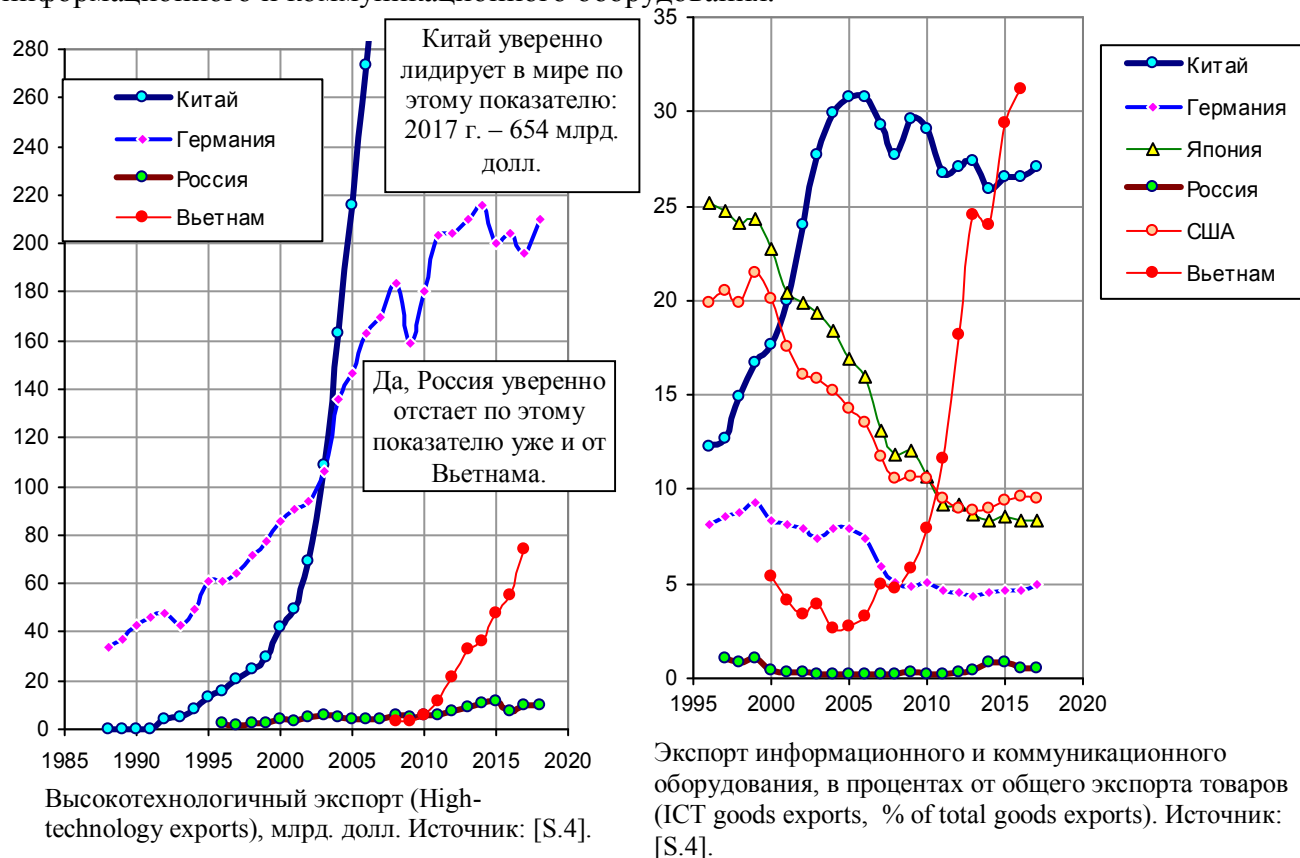 информационного и коммуникационного оборудования.
280
260
240
220
200
180
160
140
120
100
80
60
40
20
0
1985 1990 1995 2000 2005 2010 2015 2020
Китай
Германия
Россия
Вьетнам
Китай уверенно
лидирует в мире по
этому показателю:
2017 г. – 654 млрд.
долл.
Да, Россия уверенно
отстает по этому
показателю уже и от
Вьетнама.
Высокотехнологичный экспорт (High-
technology exports), млрд. долл. Источник: [S.4].
35
30
25
20
15
10
5
0
1995 2000 2005 2010 2015 2020
Китай
Германия
Япония
Россия
США
Вьетнам
Экспорт информационного и коммуникационного
оборудования, в процентах от общего экспорта товаров
(ICT goods exports, % of total goods exports). Источник:
[S.4].